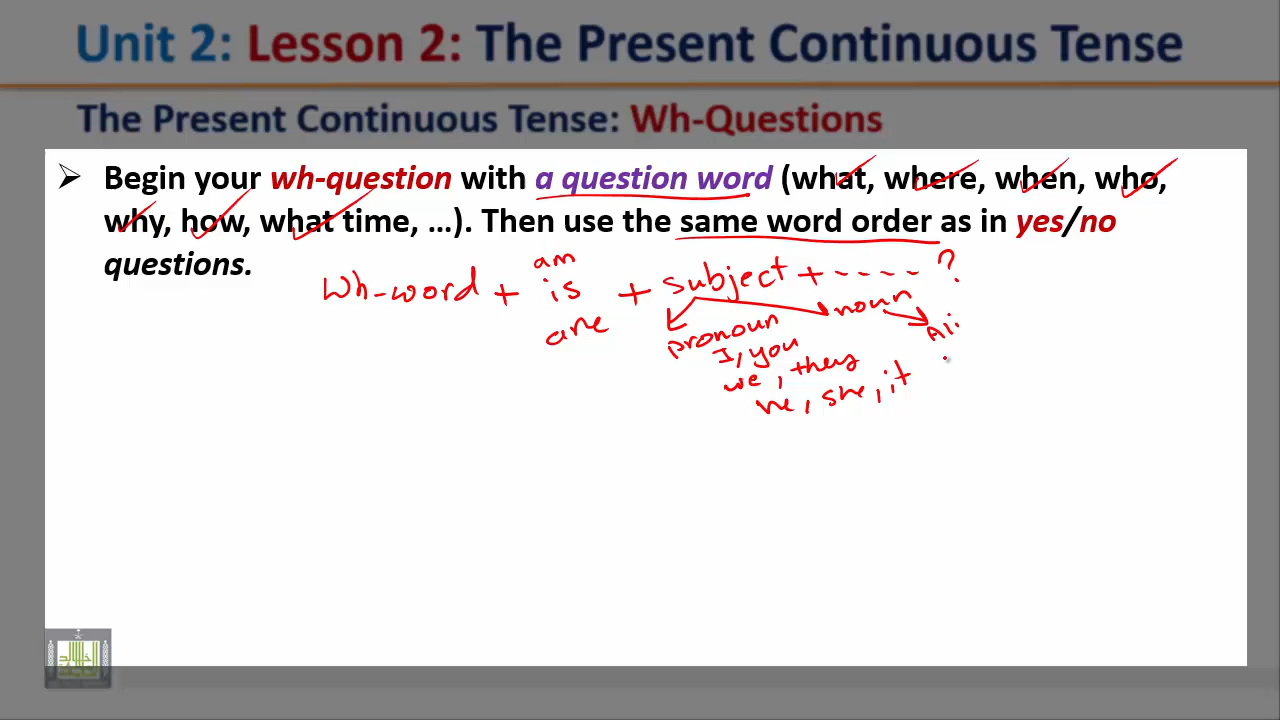 Unit 2: Lesson 2: The Present Continuous Tense
The Present Continuous Tense: Wh-Questions
Begin your wh-question with a question word (what, where, when, who,
why, how, what time, ...). Then use the same word order as in yes/no
questions.
am
Wh-word + is + subject + ---- ?
are
pronoun noun
I, you Ali
we, they
he, she, it